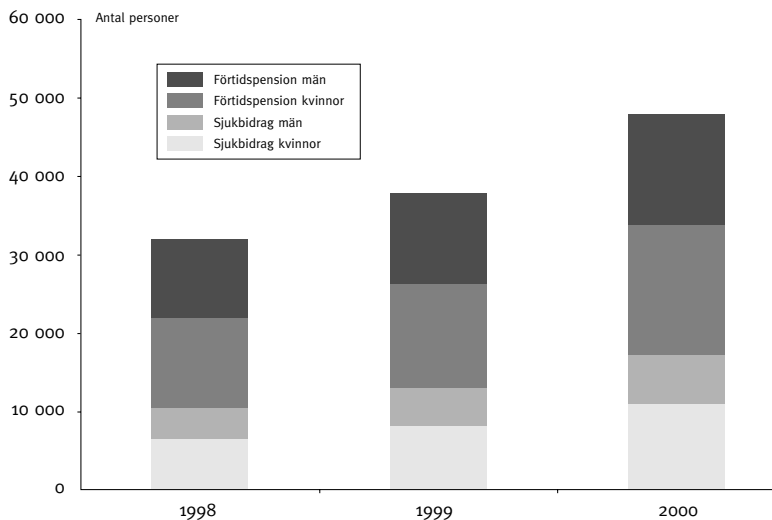 Antal personer
60 000
50 000
40 000
30 000
20 000
10 000
0
Förtidspension män
Förtidspension kvinnor
Sjukbidrag män
Sjukbidrag kvinnor
1998 1999 2000